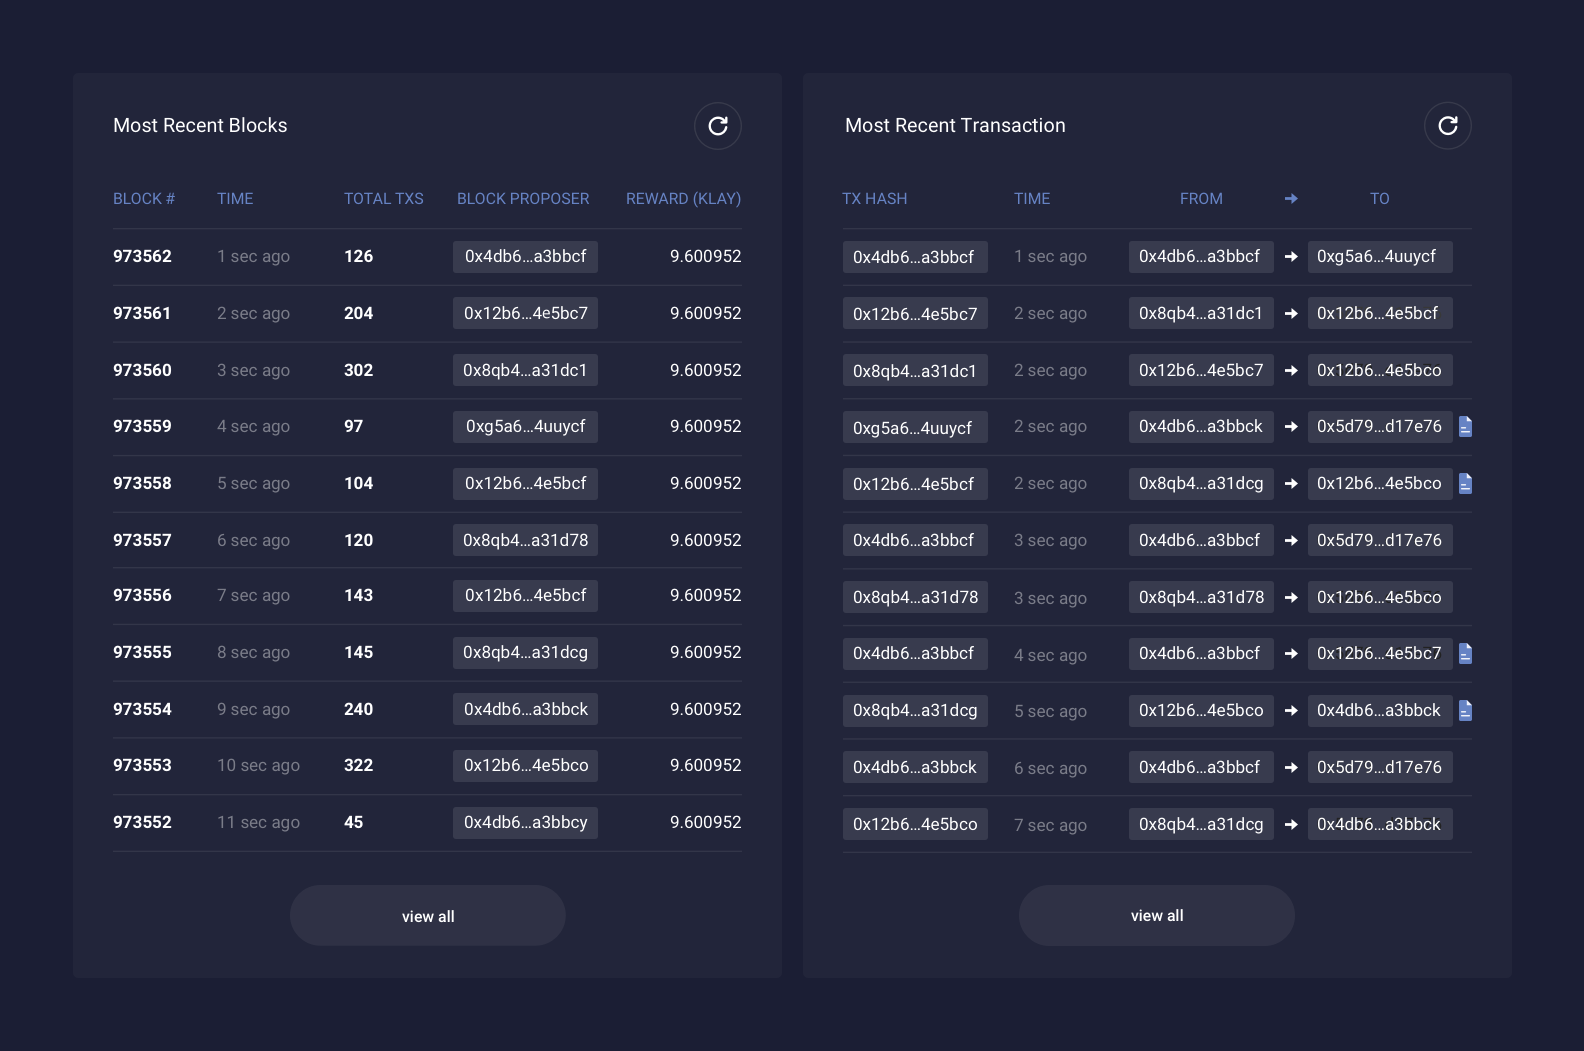 Most Recent Blocks
BLOCK # TIME TOTAL TXS BLOCK PROPOSER REWARD (KLAY)
973562 1 sec ago 126 0x4db6...a3bbcf 9.600952
973561 2 sec ago 204 0x12b6...4e5bc7 9.600952
973560 3 sec ago 302 0x8qb4...a31dc1 9.600952
973559 4 sec ago 97 0xg5a6...4uuycf 9.600952
973558 5 sec ago 104 0x12b6...4e5bcf 9.600952
973557 6 sec ago 120 0x8qb4...a31d78 9.600952
973556 7 sec ago 143 0x12b6...4e5bcf 9.600952
973555 8 sec ago 145 0x8qb4...a31dcg 9.600952
973554 9 sec ago 240 0x4db6...a3bbck 9.600952
973553 10 sec ago 322 0x12b6...4e5bco 9.600952
973552 11 sec ago 45 0x4db6...a3bbcy 9.600952
view all
Most Recent Transaction
TX HASH TIME FROM → TO
0x4db6...a3bbcf 1 sec ago 0x4db6...a3bbcf → 0xg5a6...4uuycf
0x12b6...4e5bc7 2 sec ago 0x8qb4...a31dc1 → 0x12b6...4e5bcf
0x8qb4...a31dc1 2 sec ago 0x12b6...4e5bc7 → 0x12b6...4e5bco
0xg5a6...4uuycf 2 sec ago 0x4db6...a3bbck → 0x5d79...d17e76
0x12b6...4e5bcf 2 sec ago 0x8qb4...a31dcg → 0x12b6...4e5bco
0x4db6...a3bbcf 3 sec ago 0x4db6...a3bbcf → 0x5d79...d17e76
0x8qb4...a31d78 3 sec ago 0x8qb4...a31d78 → 0x12b6...4e5bco
0x4db6...a3bbcf 4 sec ago 0x4db6...a3bbcf → 0x12b6...4e5bc7
0x8qb4...a31dcg 5 sec ago 0x12b6...4e5bco → 0x4db6...a3bbck
0x4db6...a3bbck 6 sec ago 0x4db6...a3bbcf → 0x5d79...d17e76
0x12b6...4e5bco 7 sec ago 0x8qb4...a31dcg → 0x4db6...a3bbck
view all